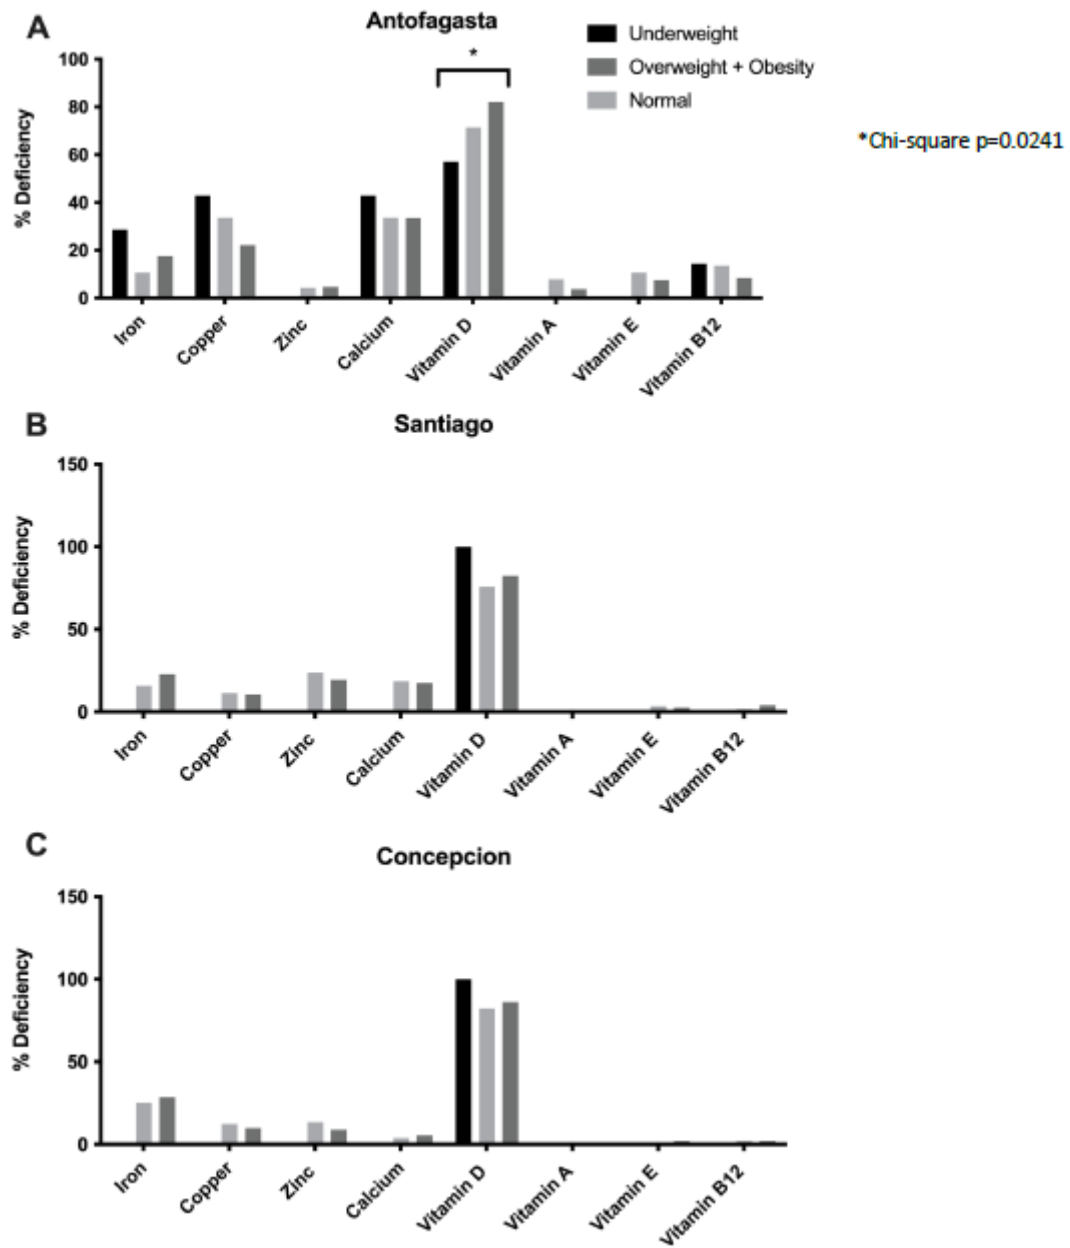 A
Antofagasta
Underweight
Overweight + Obesity
Normal
*Chi-square p=0.0241
*
% Deficiency
100
80
60
40
20
0
Iron
Copper
Zinc
Calcium
Vitamin D
Vitamin A
Vitamin E
Vitamin B12
B
Santiago
% Deficiency
150
100
50
0
Iron
Copper
Zinc
Calcium
Vitamin D
Vitamin A
Vitamin E
Vitamin B12
C
Concepcion
% Deficiency
150
100
50
0
Iron
Copper
Zinc
Calcium
Vitamin D
Vitamin A
Vitamin E
Vitamin B12